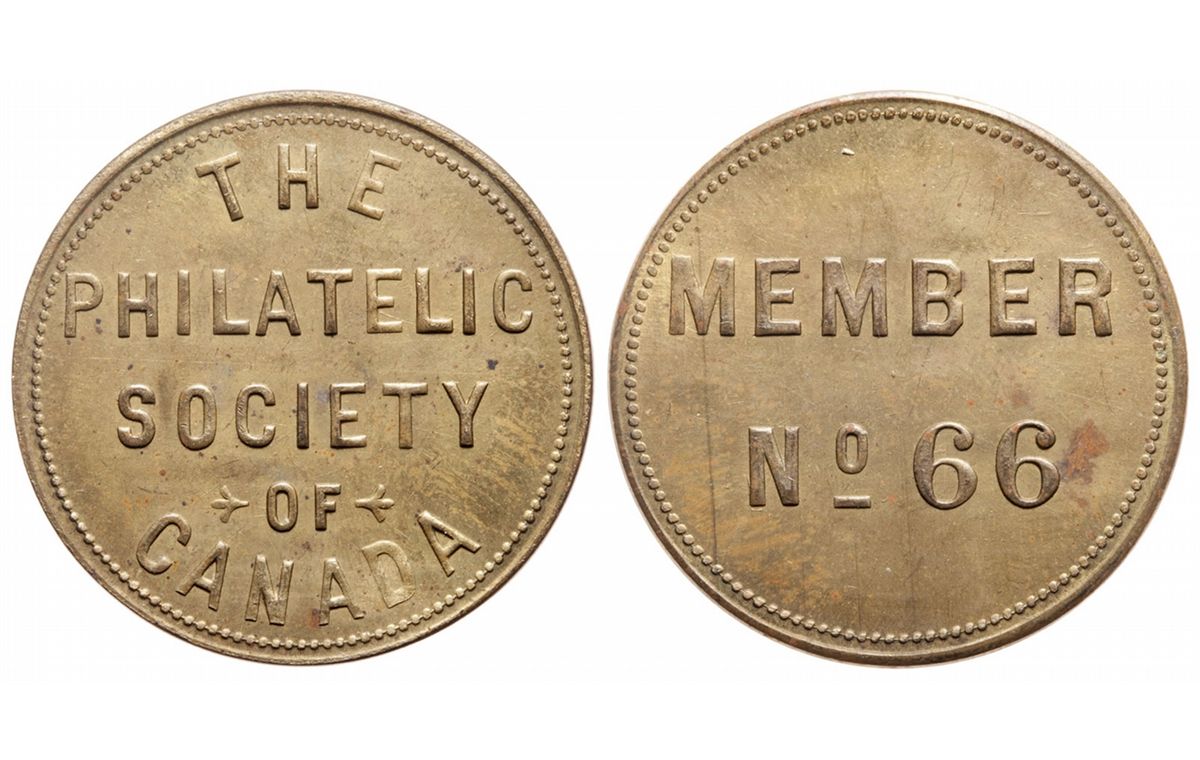 THE
PHILATELIC
SOCIETY
OF
CANADA
MEMBER
Nº 66